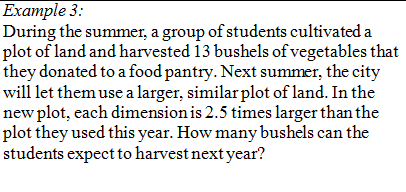 Example 3:
During the summer, a group of students cultivated a
plot of land and harvested 13 bushels of vegetables that
they donated to a food pantry. Next summer, the city
will let them use a larger, similar plot of land. In the
new plot, each dimension is 2.5 times larger than the
plot they used this year. How many bushels can the
students expect to harvest next year?